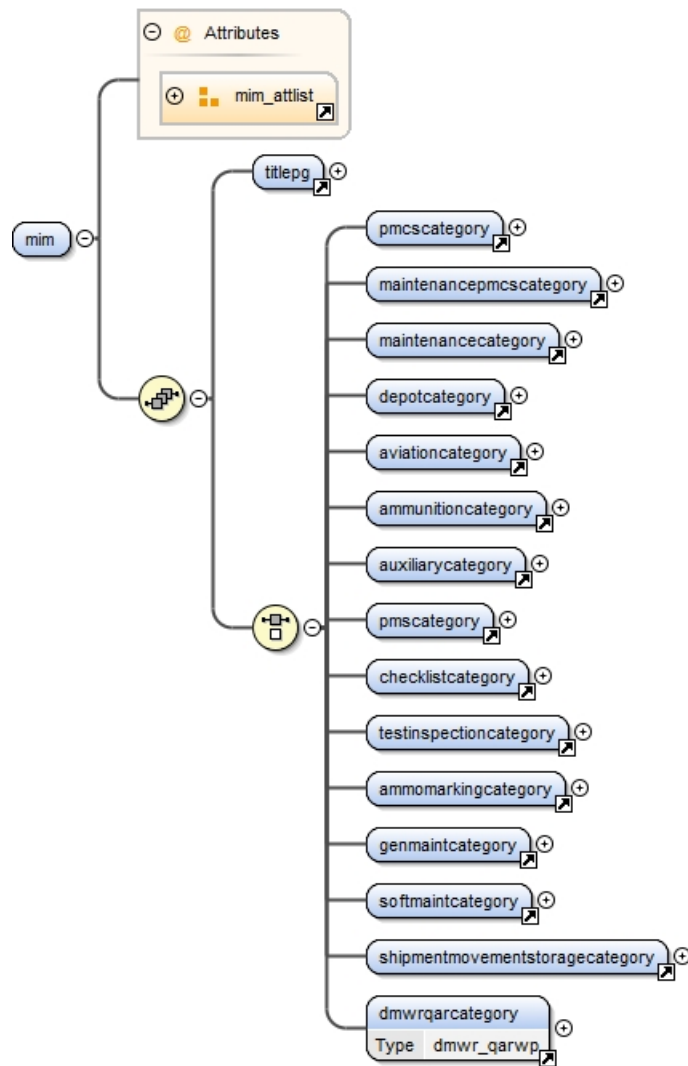 @ Attributes
mim_attlist
titlepg
mim
pmcscategory
maintenancepmcscategory
maintenancecategory
depotcategory
aviationcategory
ammunitioncategory
auxiliarycategory
pmscategory
checklistcategory
testinspectioncategory
ammomarkingcategory
genmaintcategory
softmaintcategory
shipmentmovementstoragecategory
dmwrqarcategory
Type dmwr_qarwp